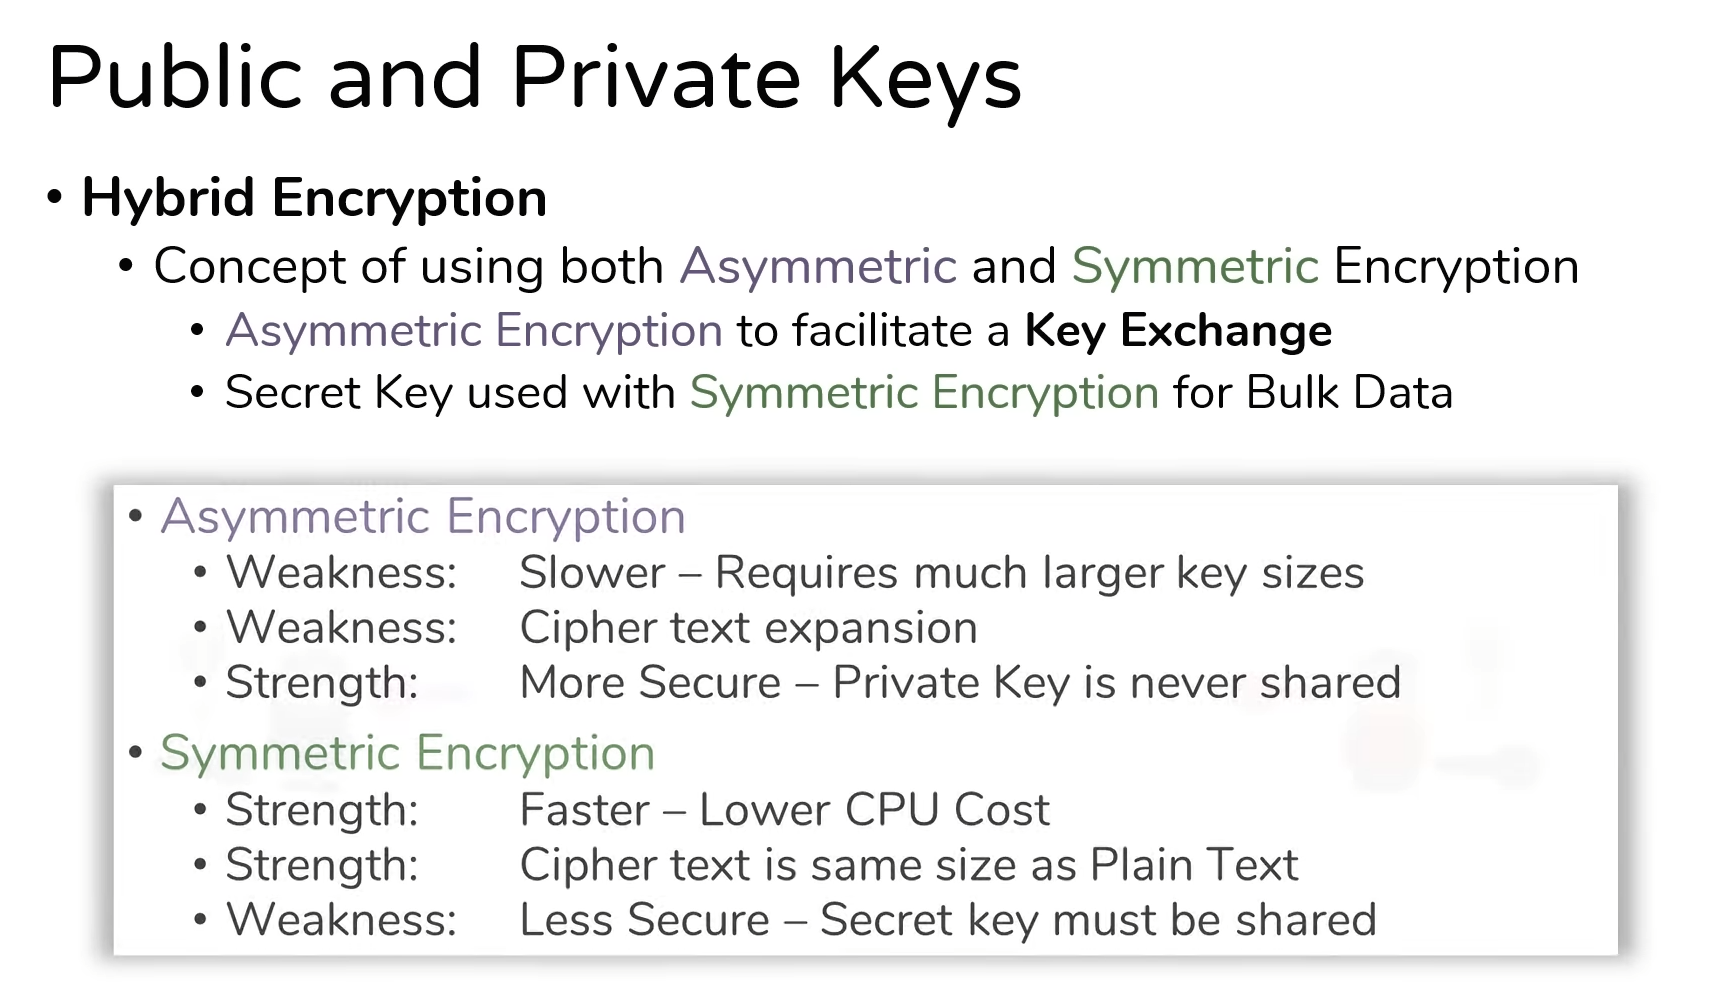 Public and Private Keys
• Hybrid Encryption
• Concept of using both Asymmetric and Symmetric Encryption
• Asymmetric Encryption to facilitate a Key Exchange
• Secret Key used with Symmetric Encryption for Bulk Data
• Asymmetric Encryption
• Weakness: Slower – Requires much larger key sizes
• Weakness: Cipher text expansion
• Strength: More Secure – Private Key is never shared
• Symmetric Encryption
• Strength: Faster – Lower CPU Cost
• Strength: Cipher text is same size as Plain Text
• Weakness: Less Secure – Secret key must be shared